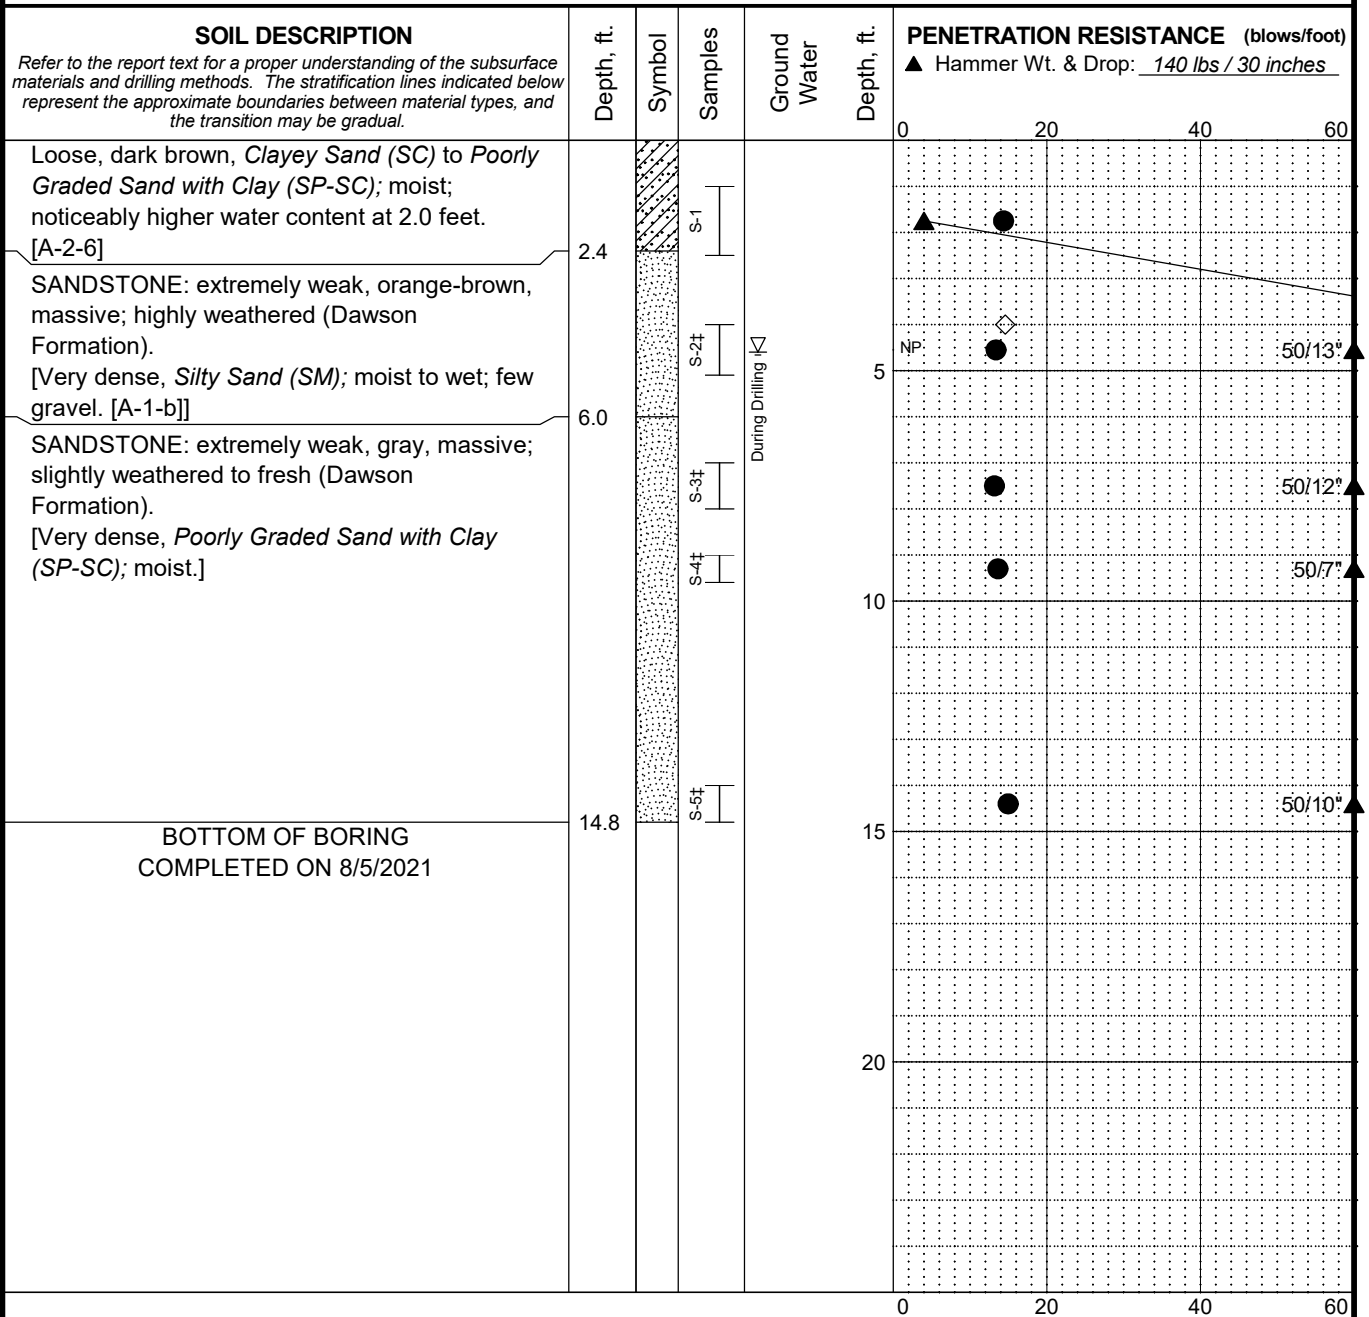 SOIL DESCRIPTION
Refer to the report text for a proper understanding of the subsurface
materials and drilling methods. The stratification lines indicated below
represent the approximate boundaries between material types, and
the transition may be gradual.
Depth, ft.
Symbol
Samples
Ground
Water
Depth, ft.
PENETRATION RESISTANCE (blows/foot)
▲ Hammer Wt. & Drop: 140 lbs / 30 inches
0 20 40 60
Loose, dark brown, Clayey Sand (SC) to Poorly
Graded Sand with Clay (SP-SC); moist;
noticeably higher water content at 2.0 feet.
[A-2-6]
2.4
S-1
SANDSTONE: extremely weak, orange-brown,
massive; highly weathered (Dawson
Formation).
[Very dense, Silty Sand (SM); moist to wet; few
gravel. [A-1-b]]
6.0
S-2‡
During Drilling
NP
50/13"
5
SANDSTONE: extremely weak, gray, massive;
slightly weathered to fresh (Dawson
Formation).
[Very dense, Poorly Graded Sand with Clay
(SP-SC); moist.]
S-3‡
50/12"
S-4‡
50/7"
10
S-5‡
50/10"
14.8
15
BOTTOM OF BORING
COMPLETED ON 8/5/2021
20
0 20 40 60